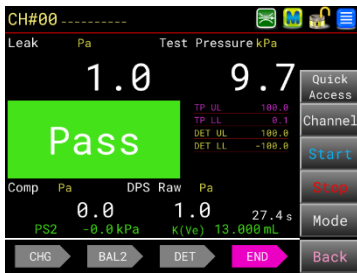 CH#00 ---------- M
Leak Pa Test Pressure kPa
1.0 9.7
Quick
Access
TP UL 100.0
TP LL 0.1
DET UL 100.0
DET LL -100.0
Channel
Pass
Start
Stop
Comp Pa DPS Raw Pa
0.0 1.0 27.4 s
Mode
PS2 -0.0 kPa K(Ve) 13.000 mL
CHG BAL2 DET END Back